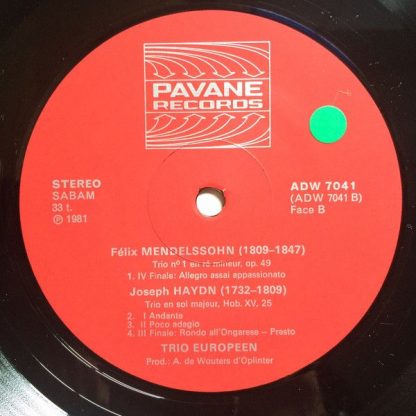 PAVANE
RECORDS
STEREO
SABAM
33 t.
℗ 1981
ADW 7041
(ADW 7041 B)
Face B
Félix MENDELSSOHN (1809–1847)
Trio nº 1 en ré mineur, op. 49
1. IV Finale: Allegro assai appassionato
Joseph HAYDN (1732–1809)
Trio en sol majeur, Hob. XV, 25
2. I Andante
3. II Poco adagio
4. III Finale: Rondo all'Ongarese – Presto
TRIO EUROPEEN
Prod.: A. de Wouters d'Oplinter